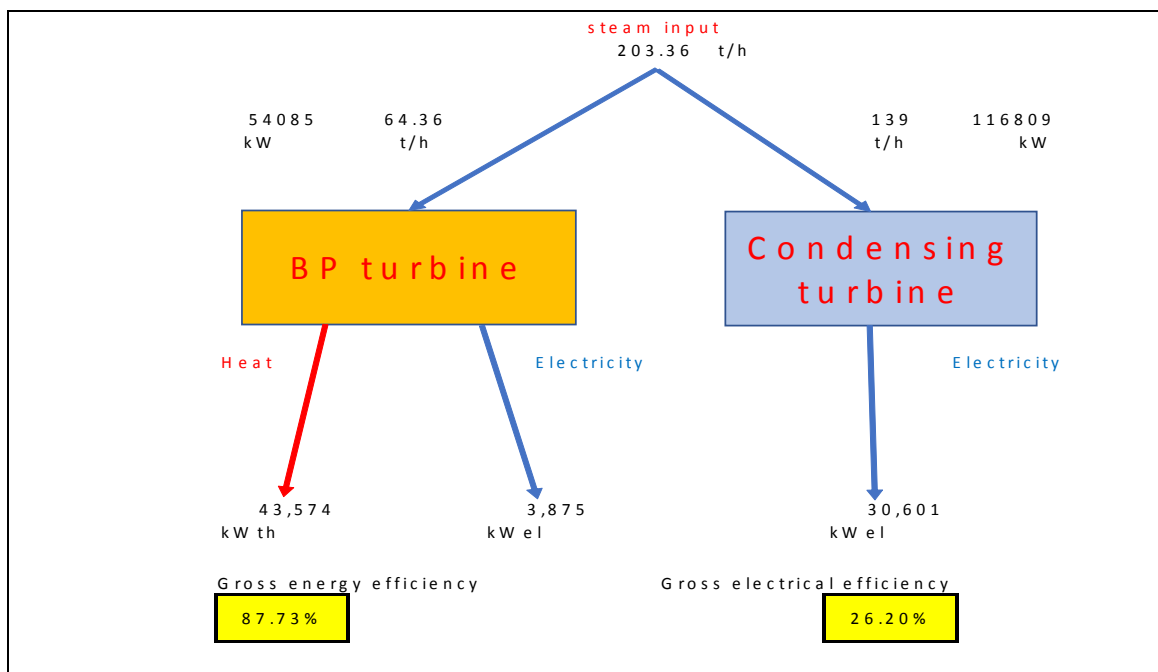 steam input
203.36 t/h
54085 64.36 139 116809
kW t/h t/h kW
BP turbine
Condensing
turbine
Heat Electricity Electricity
43,574 3,875 30,601
kW th kW el kW el
Gross energy efficiency Gross electrical efficiency
87.73% 26.20%